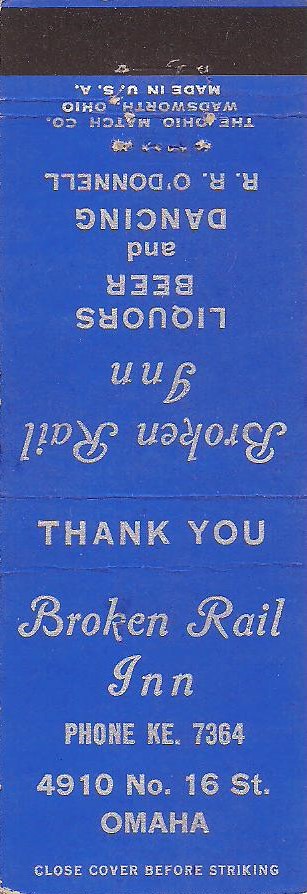 THANK YOU
Broken Rail
Inn
PHONE KE. 7364
4910 No. 16 St.
OMAHA
CLOSE COVER BEFORE STRIKING
Broken Rail
Inn
LIQUORS
BEER
and
DANCING
R. R. O'DONNELL
THE OHIO MATCH CO.
WADSWORTH, OHIO
MADE IN U. S. A.